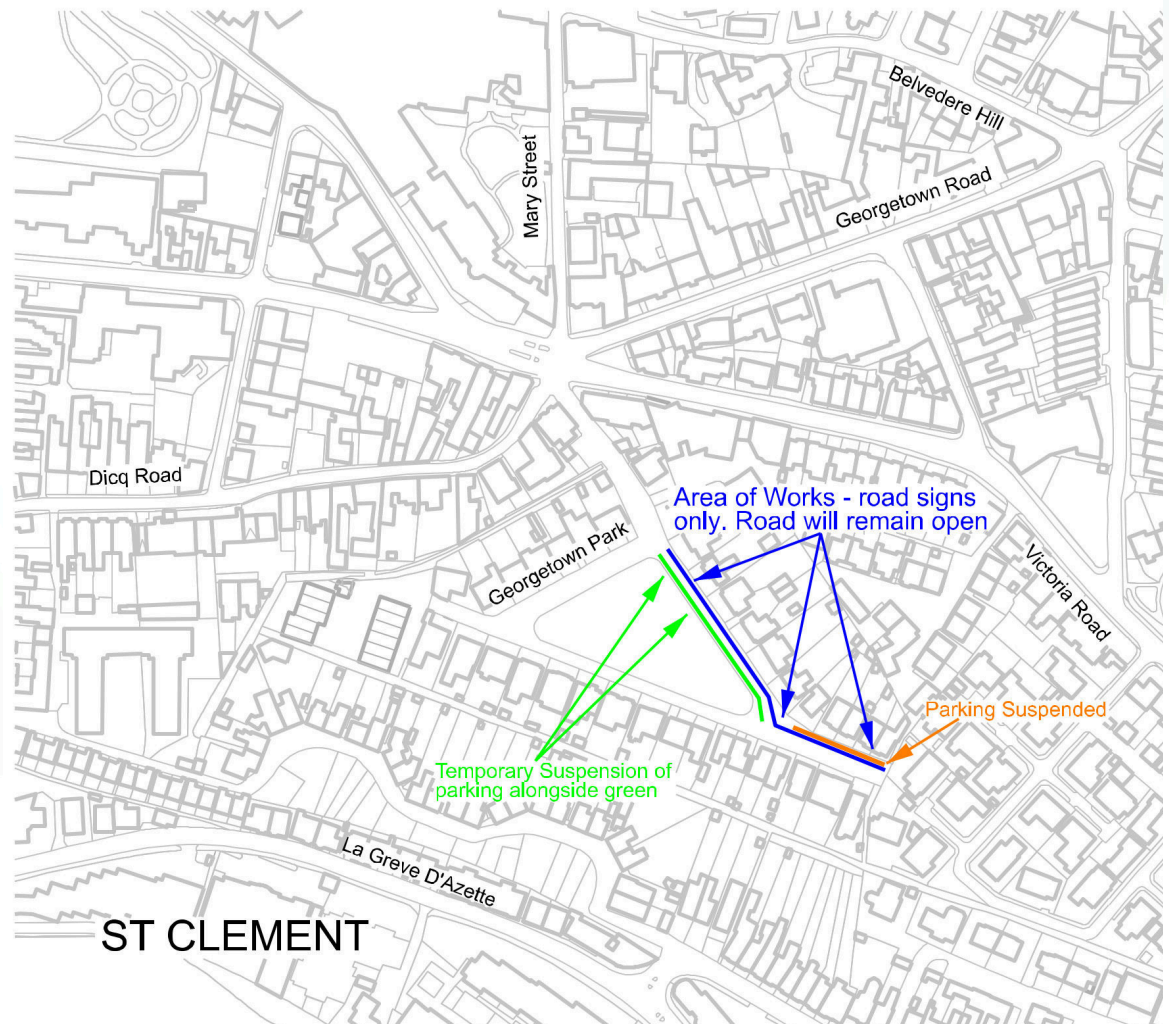 Belvedere Hill
Mary Street
Georgetown Road
Dicq Road
Area of Works - road signs
only. Road will remain open
Georgetown Park
Victoria Road
Parking Suspended
Temporary Suspension of
parking alongside green
La Greve D'Azette
ST CLEMENT